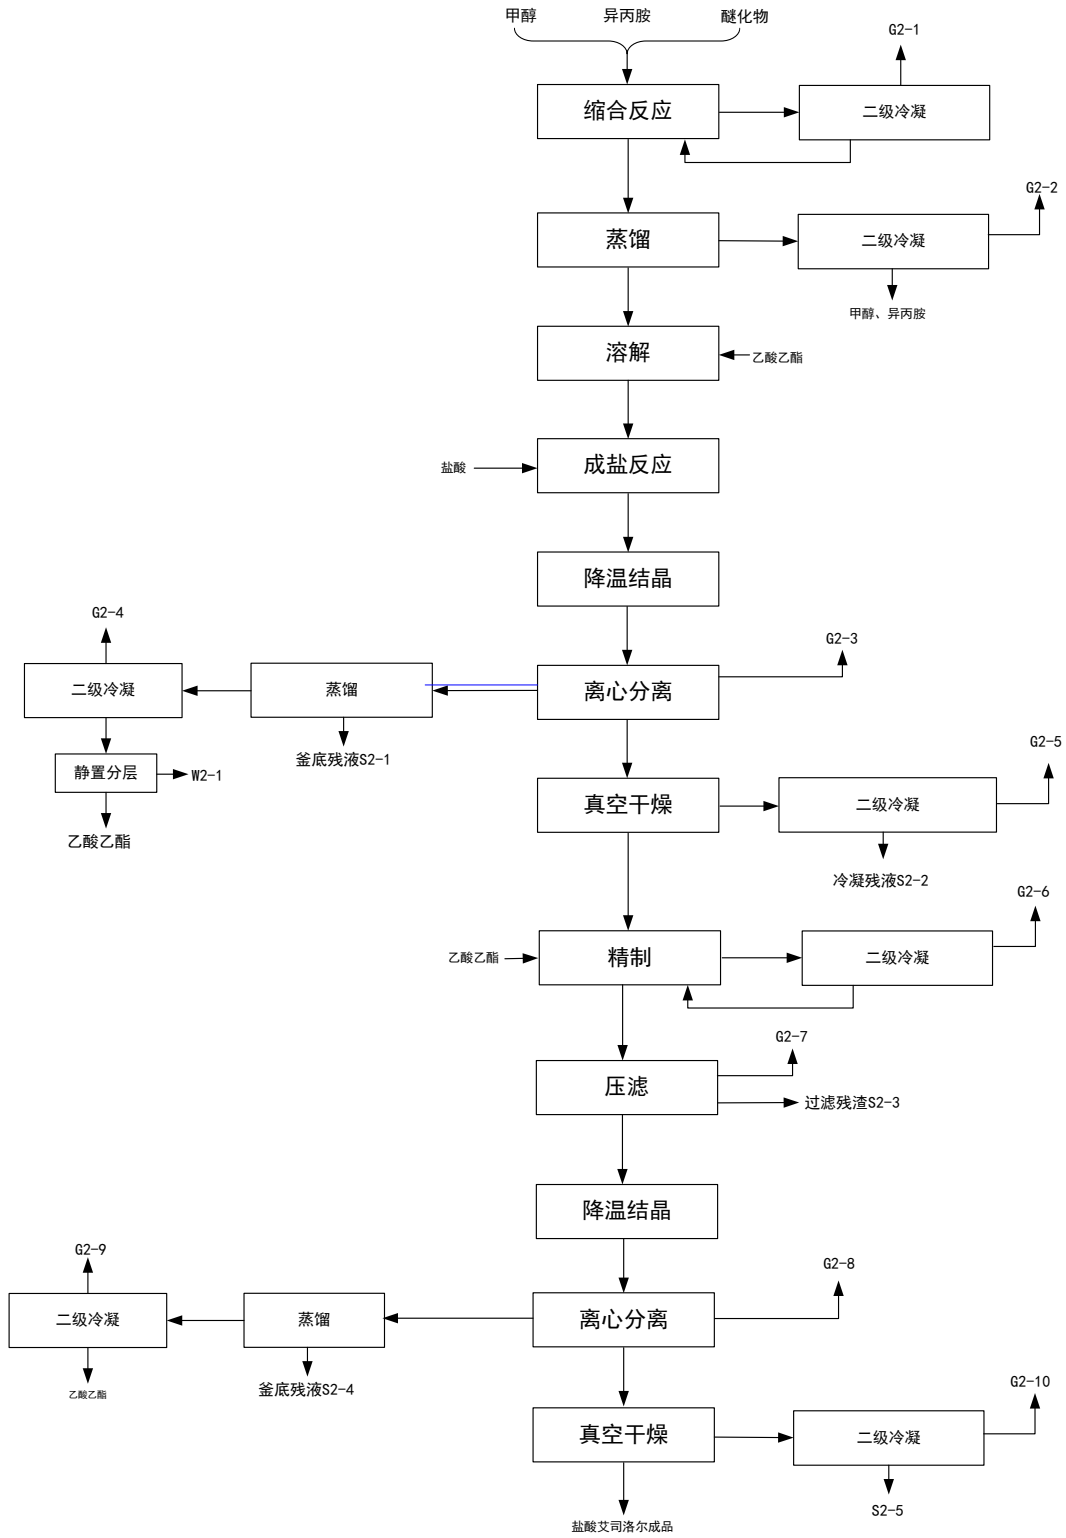 甲醇
异丙胺
醚化物
G2-1
缩合反应
二级冷凝
G2-2
蒸馏
二级冷凝
甲醇、异丙胺
溶解
乙酸乙酯
盐酸
成盐反应
降温结晶
G2-4
G2-3
二级冷凝
蒸馏
离心分离
釜底残液S2-1
静置分层
W2-1
乙酸乙酯
G2-5
真空干燥
二级冷凝
冷凝残液S2-2
G2-6
乙酸乙酯
精制
二级冷凝
G2-7
压滤
过滤残渣S2-3
降温结晶
G2-9
G2-8
二级冷凝
蒸馏
离心分离
釜底残液S2-4
乙酸乙酯
G2-10
真空干燥
二级冷凝
S2-5
盐酸艾司洛尔成品